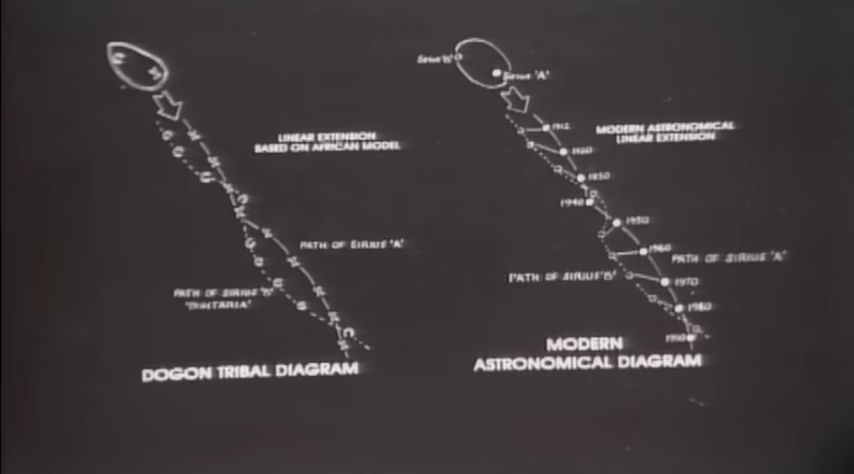 SIRIUS 'B'
SIRIUS 'A'
LINEAR EXTENSION
BASED ON AFRICAN MODEL
MODERN ASTRONOMICAL
LINEAR EXTENSION
1912
1920
1930
1940
1950
1960
1970
1980
1990
PATH OF SIRIUS 'A'
PATH OF SIRIUS 'B'
'DIGITARIA'
PATH OF SIRIUS 'A'
PATH OF SIRIUS 'B'
DOGON TRIBAL DIAGRAM
MODERN
ASTRONOMICAL DIAGRAM